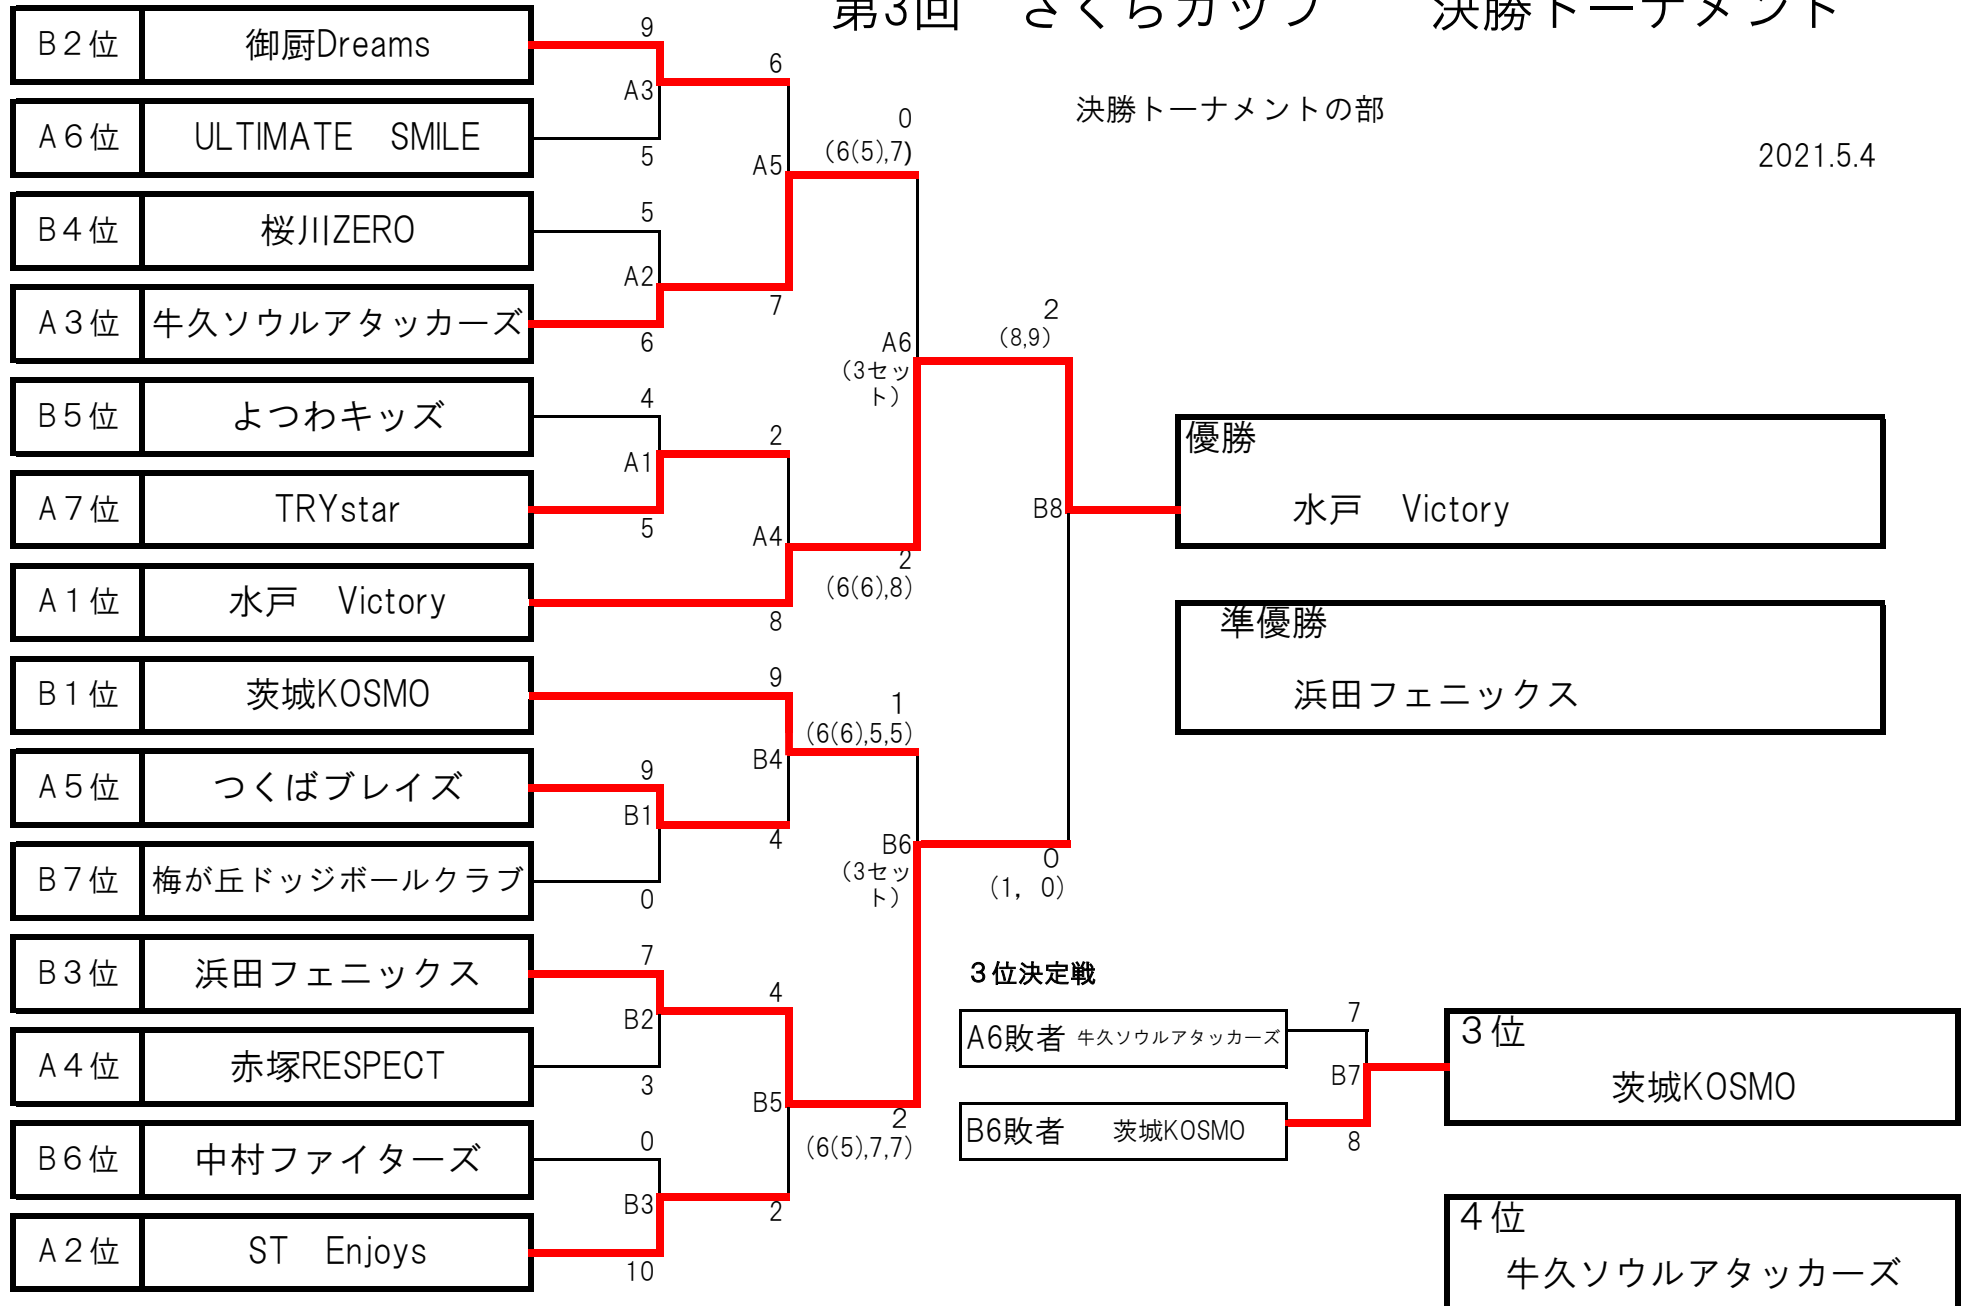 第3回　さくらカップ　　決勝トーナメント
決勝トーナメントの部
2021.5.4
B２位　御厨Dreams
A６位　ULTIMATE　SMILE
B４位　桜川ZERO
A３位　牛久ソウルアタッカーズ
B５位　よつわキッズ
A７位　TRYstar
A１位　水戸　Victory
B１位　茨城KOSMO
A５位　つくばブレイズ
B７位　梅が丘ドッジボールクラブ
B３位　浜田フェニックス
A４位　赤塚RESPECT
B６位　中村ファイターズ
A２位　ST　Enjoys
9
A3
5
5
A2
6
4
A1
5
9
B1
0
7
B2
3
0
B3
10
6
A5
7
2
A4
8
9
B4
4
4
B5
2
0
(6(5),7)
A6
(3セッ
ト)
2
(6(6),8)
1
(6(6),5,5)
B6
(3セッ
ト)
2
(6(5),7,7)
2
(8,9)
B8
0
(1,　0)
優勝
水戸　Victory
準優勝
浜田フェニックス
３位決定戦
A6敗者　牛久ソウルアタッカーズ
B6敗者　茨城KOSMO
7
B7
8
３位
茨城KOSMO
４位
牛久ソウルアタッカーズ